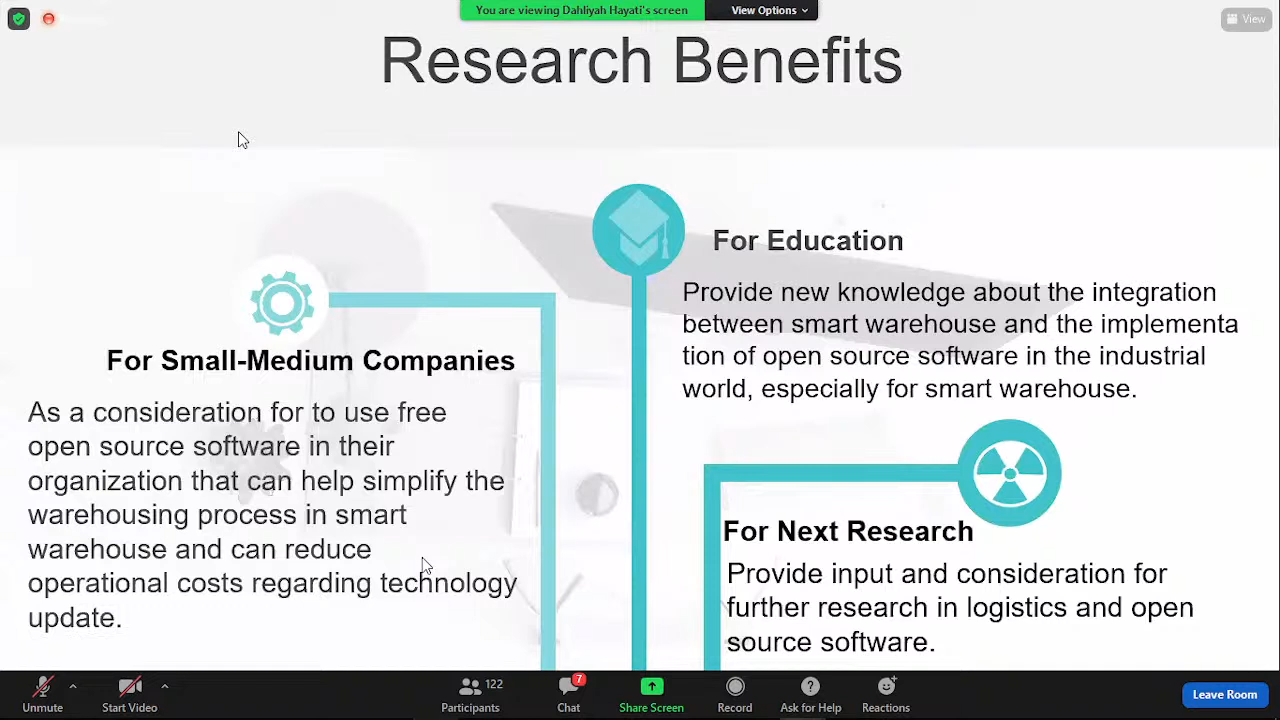 You are viewing Dahliyah Hayati's screen
View Options
View
Research Benefits
For Education
Provide new knowledge about the integration
between smart warehouse and the implementa
tion of open source software in the industrial
world, especially for smart warehouse.
For Small-Medium Companies
As a consideration for to use free
open source software in their
organization that can help simplify the
warehousing process in smart
warehouse and can reduce
operational costs regarding technology
update.
For Next Research
Provide input and consideration for
further research in logistics and open
source software.
Unmute
Start Video
122
Participants
7
Chat
Share Screen
Record
Ask for Help
Reactions
Leave Room